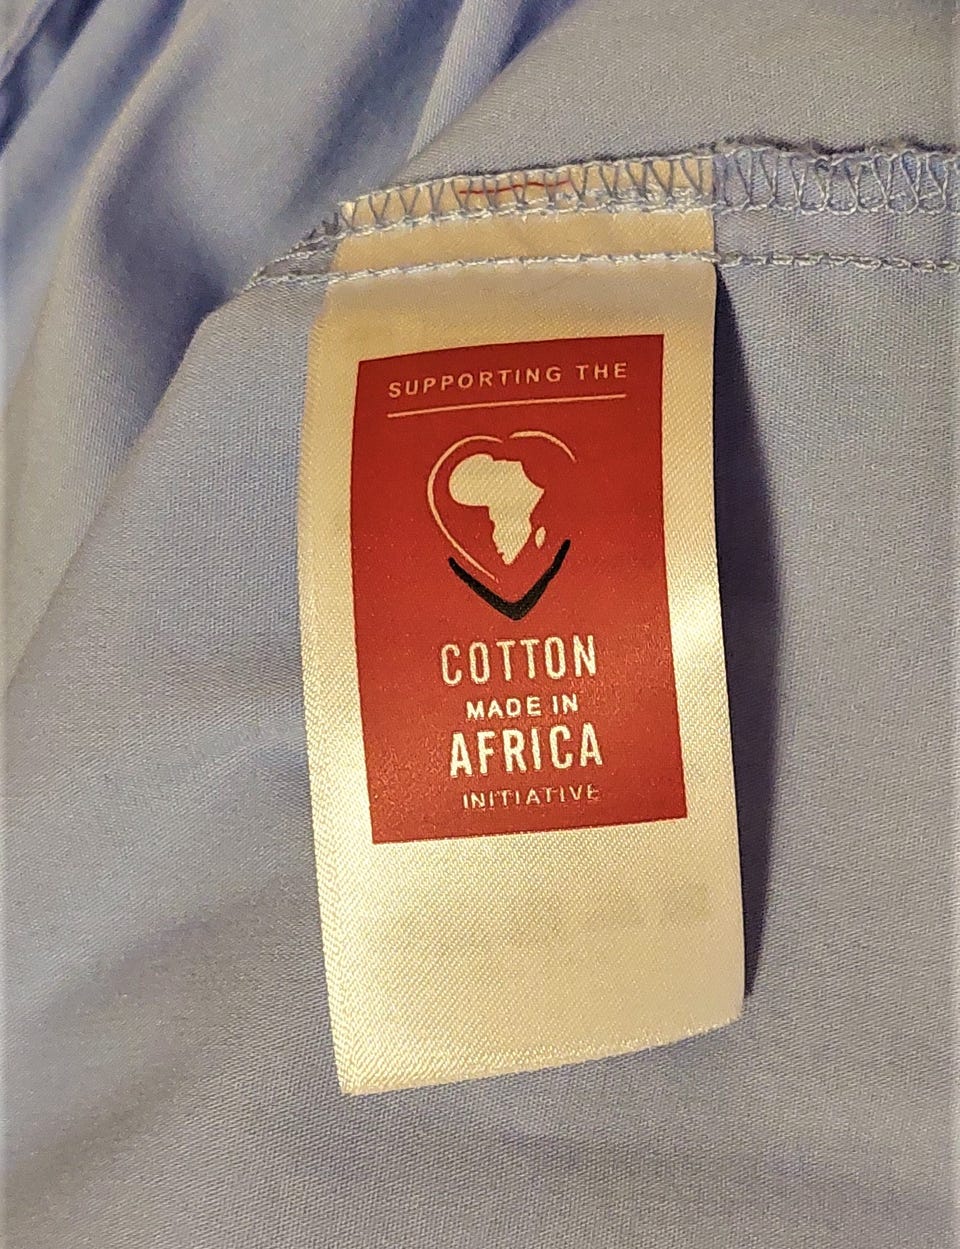 SUPPORTING THE
COTTON
MADE IN
AFRICA
INITIATIVE